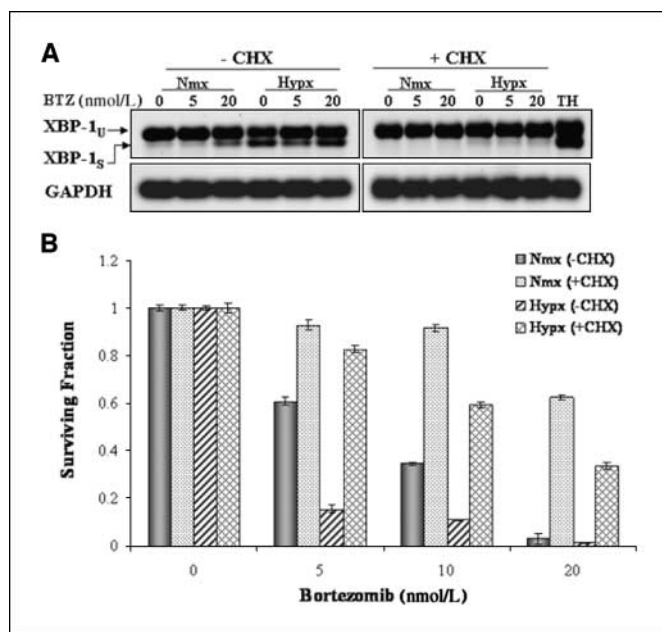 A
- CHX
+ CHX
Nmx Hypx Nmx Hypx
BTZ (nmol/L) 0 5 20 0 5 20 0 5 20 0 5 20 TH
XBP-1U
XBP-1S
GAPDH
B
1.2
1
0.8
0.6
0.4
0.2
0
Surviving Fraction
Nmx (-CHX)
Nmx (+CHX)
Hypx (-CHX)
Hypx (+CHX)
0 5 10 20
Bortezomib (nmol/L)